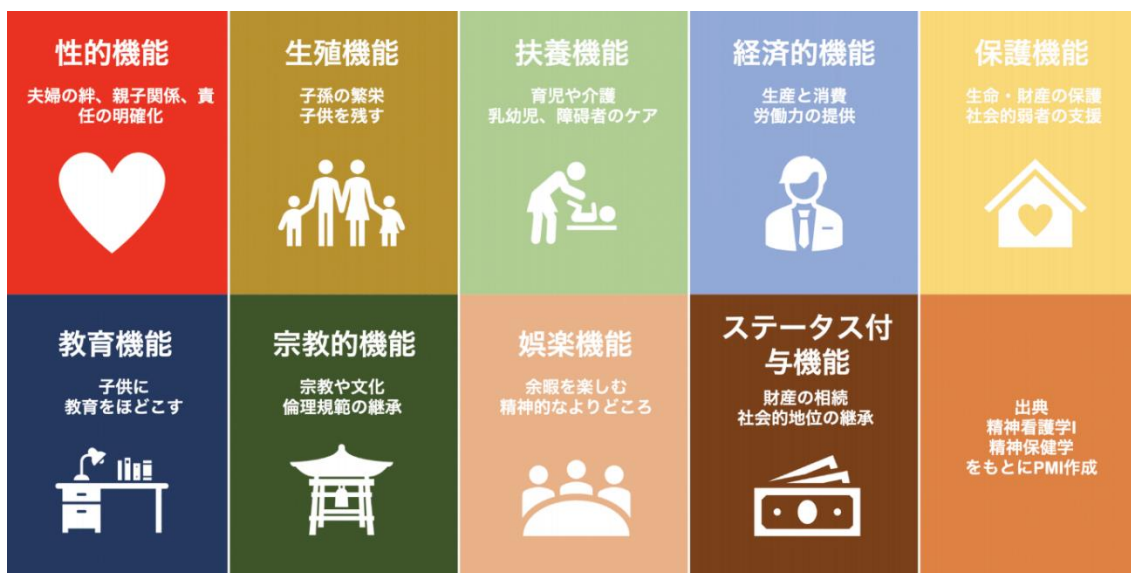 性的機能
夫婦の絆、親子関係、責
任の明確化
生殖機能
子孫の繁栄
子供を残す
扶養機能
育児や介護
乳幼児、障碍者のケア
経済的機能
生産と消費
労働力の提供
保護機能
生命・財産の保護
社会的弱者の支援
教育機能
子供に
教育をほどこす
宗教的機能
宗教や文化
倫理規範の継承
娯楽機能
余暇を楽しむ
精神的なよりどころ
ステータス付
与機能
財産の相続
社会的地位の継承
出典
精神看護学I
精神保健学
をもとにPMI作成